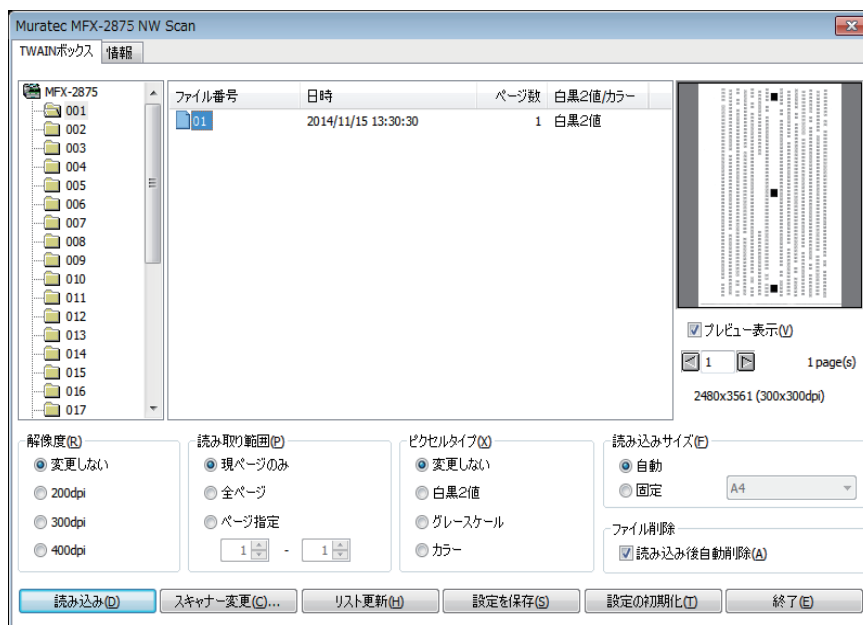 Muratec MFX-2875 NW Scan
TWAINボックス 情報
MFX-2875
001
002
003
004
005
006
007
008
009
010
011
012
013
014
015
016
017
ファイル番号 日時 ページ数 白黒2値/カラー
01 2014/11/15 13:30:30 1 白黒2値
プレビュー表示(V)
1 1 page(s)
2480x3561 (300x300dpi)
解像度(R)
変更しない
200dpi
300dpi
400dpi
読み取り範囲(P)
現ページのみ
全ページ
ページ指定
1 - 1
ピクセルタイプ(X)
変更しない
白黒2値
グレースケール
カラー
読み込みサイズ(F)
自動
固定 A4
ファイル削除
読み込み後自動削除(A)
読み込み(D) スキャナー変更(C)... リスト更新(H) 設定を保存(S) 設定の初期化(T) 終了(E)